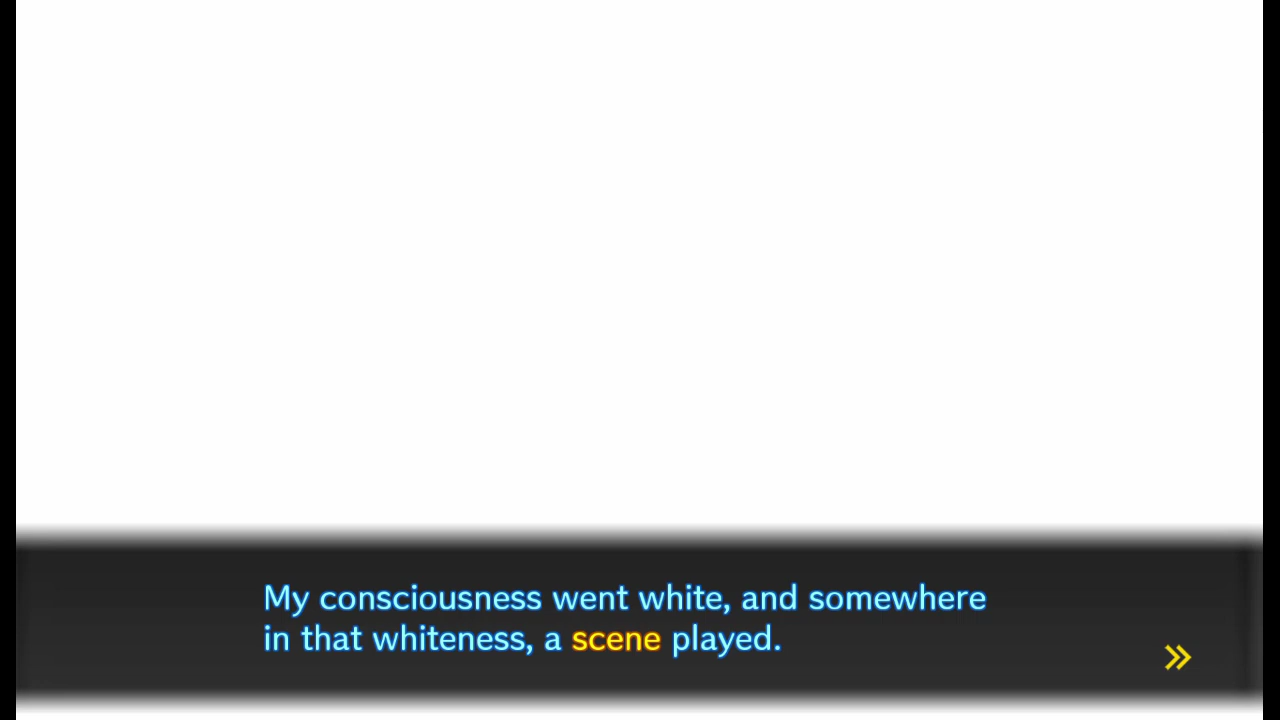 My consciousness went white, and somewhere
in that whiteness, a scene played.